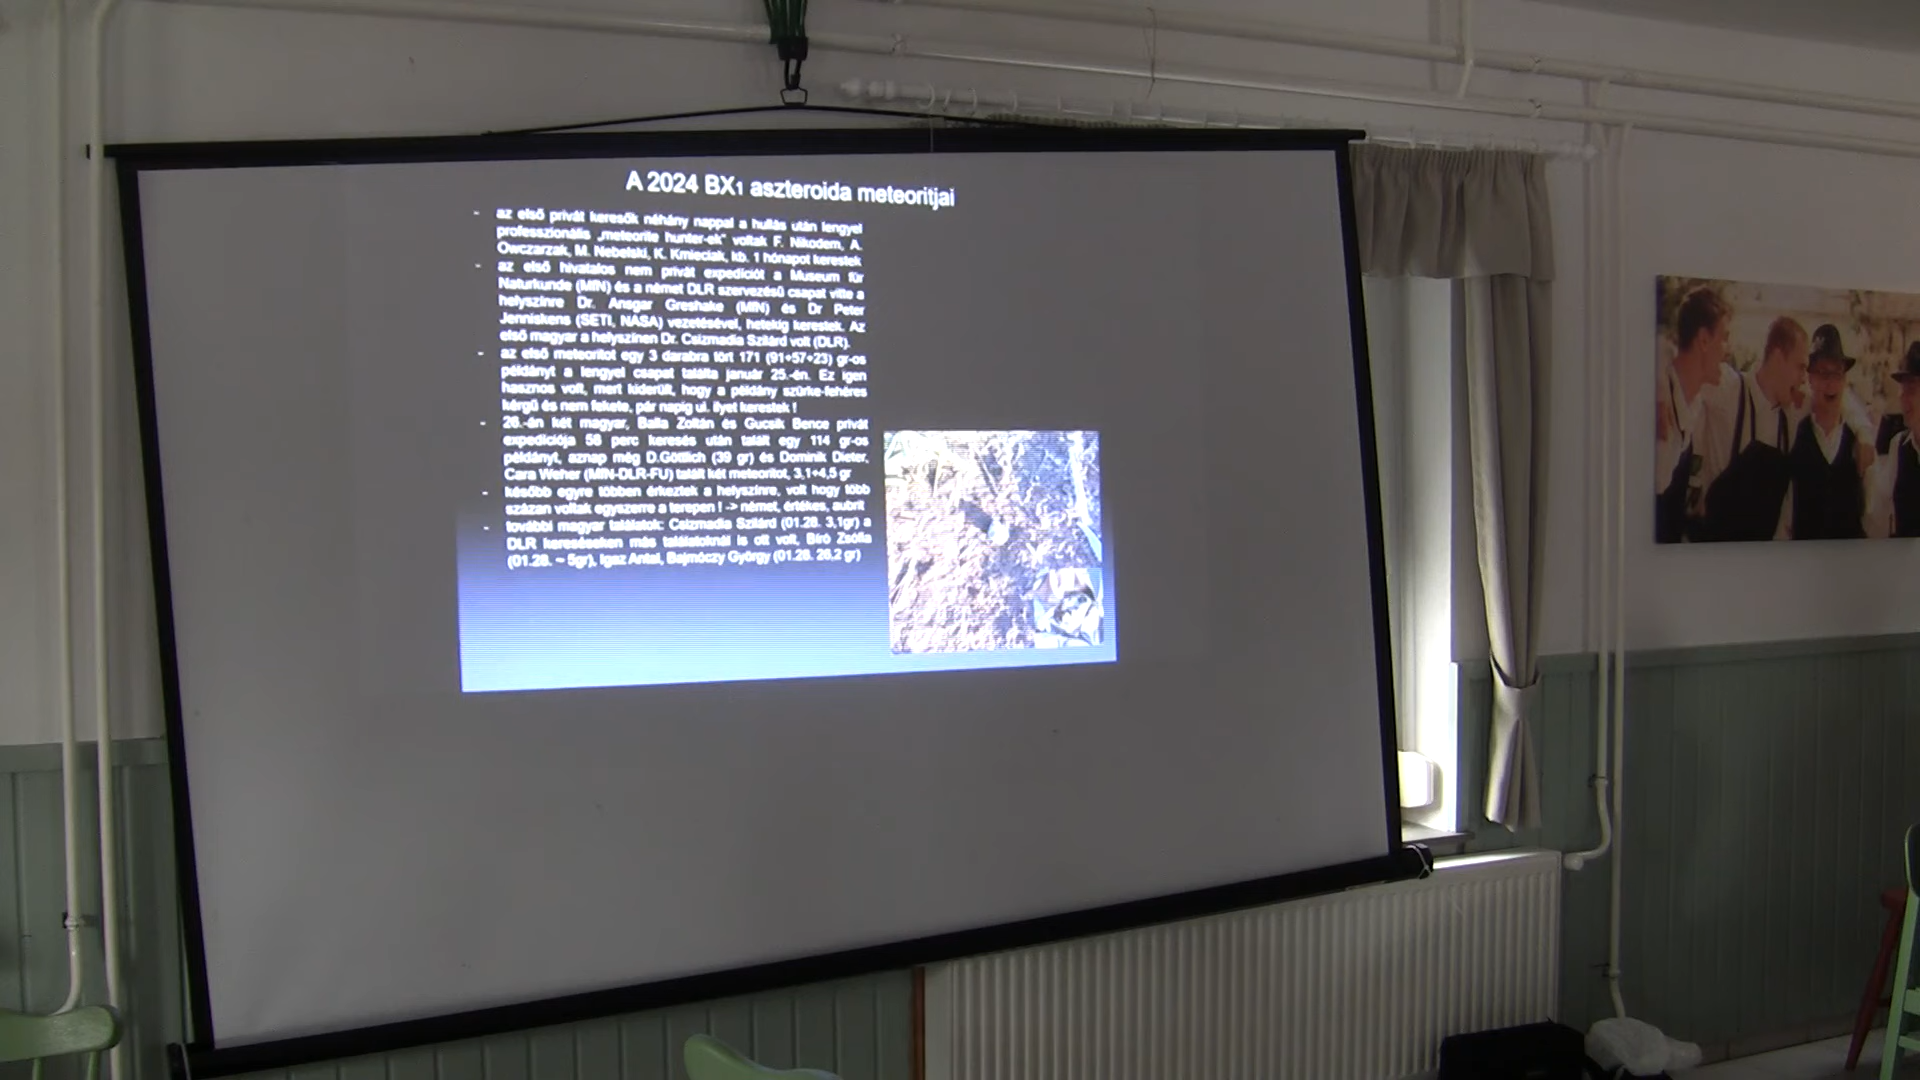 A 2024 BX1 aszteroida meteoritjai
- az első privát keresők néhány nappal a hullás után lengyel
professzionális „meteorite hunter-ek” voltak F. Nikodem, A.
Owczarzak, M. Nebelski, K. Kmieciak, kb. 1 hónapot kerestek
- az első hivatalos nem privát expedíciót a Museum für
Naturkunde (MfN) és a német DLR szervezésű csapat vitte a
helyszínre Dr. Ansgar Greshake (MfN) és Dr Peter
Jenniskens (SETI, NASA) vezetésével, hetekig kerestek. Az
első magyar a helyszínen Dr. Csizmadia Szilárd volt (DLR).
- az első meteoritot egy 3 darabra tört 171 (91+57+23) gr-os
példányt a lengyel csapat találta január 25.-én. Ez igen
hasznos volt, mert kiderült, hogy a példány szürke-fehéres
kérgű és nem fekete, pár napig ui. ilyet kerestek !
- 26.-án két magyar, Balla Zoltán és Gucsik Bence privát
expedíciója 58 perc keresés után talált egy 114 gr-os
példányt, aznap még D.Göttlich (39 gr) és Dominik Dieter,
Cara Weher (MfN-DLR-FU) talált két meteoritot, 3,1+4,5 gr
- később egyre többen érkeztek a helyszínre, volt hogy több
százan voltak egyszerre a terepen ! -> német, értékes, aubrit
- további magyar találatok: Csizmadia Szilárd (01.28. 3,1gr) a
DLR kereséseken más találatoknál is ott volt, Bíró Zsófia
(01.28. ~ 5gr), Igaz Antal, Bajmóczy György (01.28. 26,2 gr)